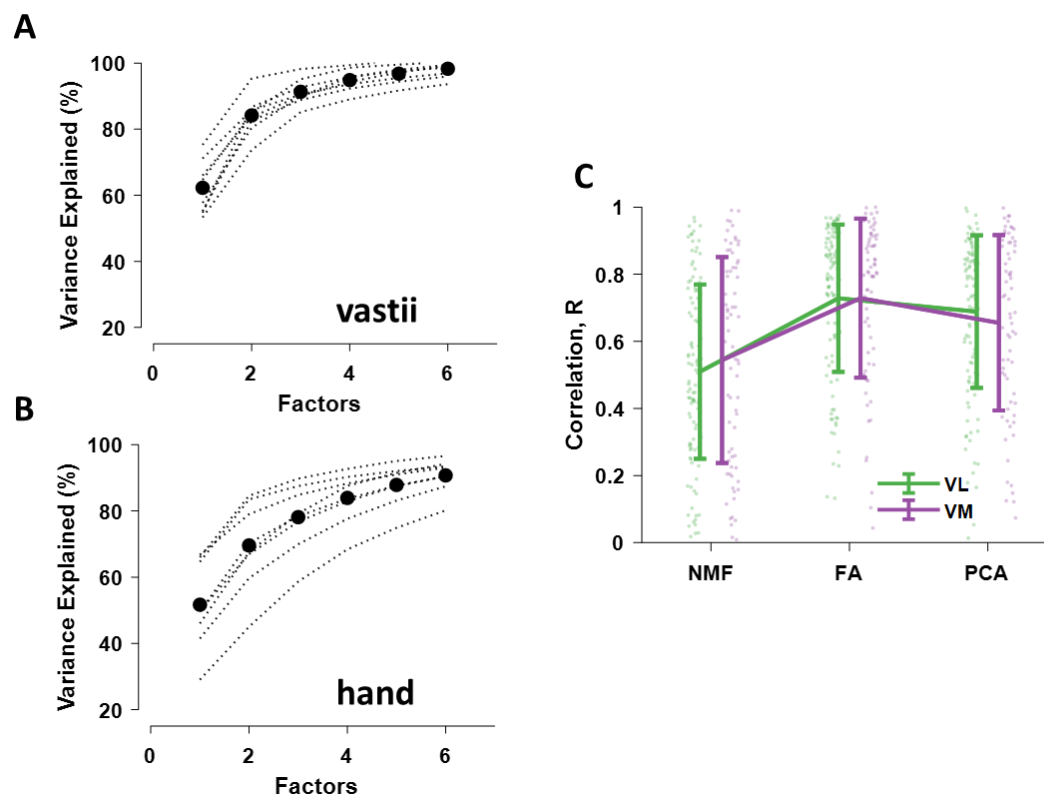 A
Variance Explained (%)
100
80
60
40
20
vastii
0 2 4 6
Factors
B
Variance Explained (%)
100
80
60
40
20
hand
0 2 4 6
Factors
C
Correlation, R
1
0.8
0.6
0.4
0.2
0
VL
VM
NMF FA PCA